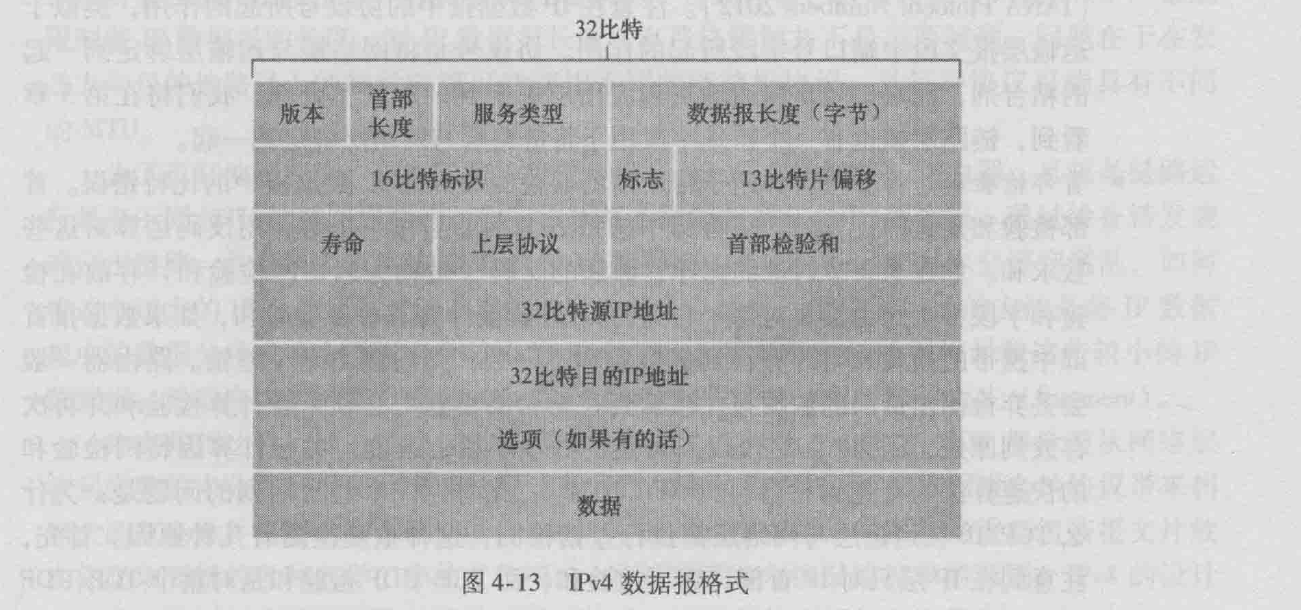 32比特
版本 首部长度 服务类型 数据报长度（字节）
16比特标识 标志 13比特片偏移
寿命 上层协议 首部检验和
32比特源IP地址
32比特目的IP地址
选项（如果有的话）
数据
图 4-13 IPv4 数据报格式